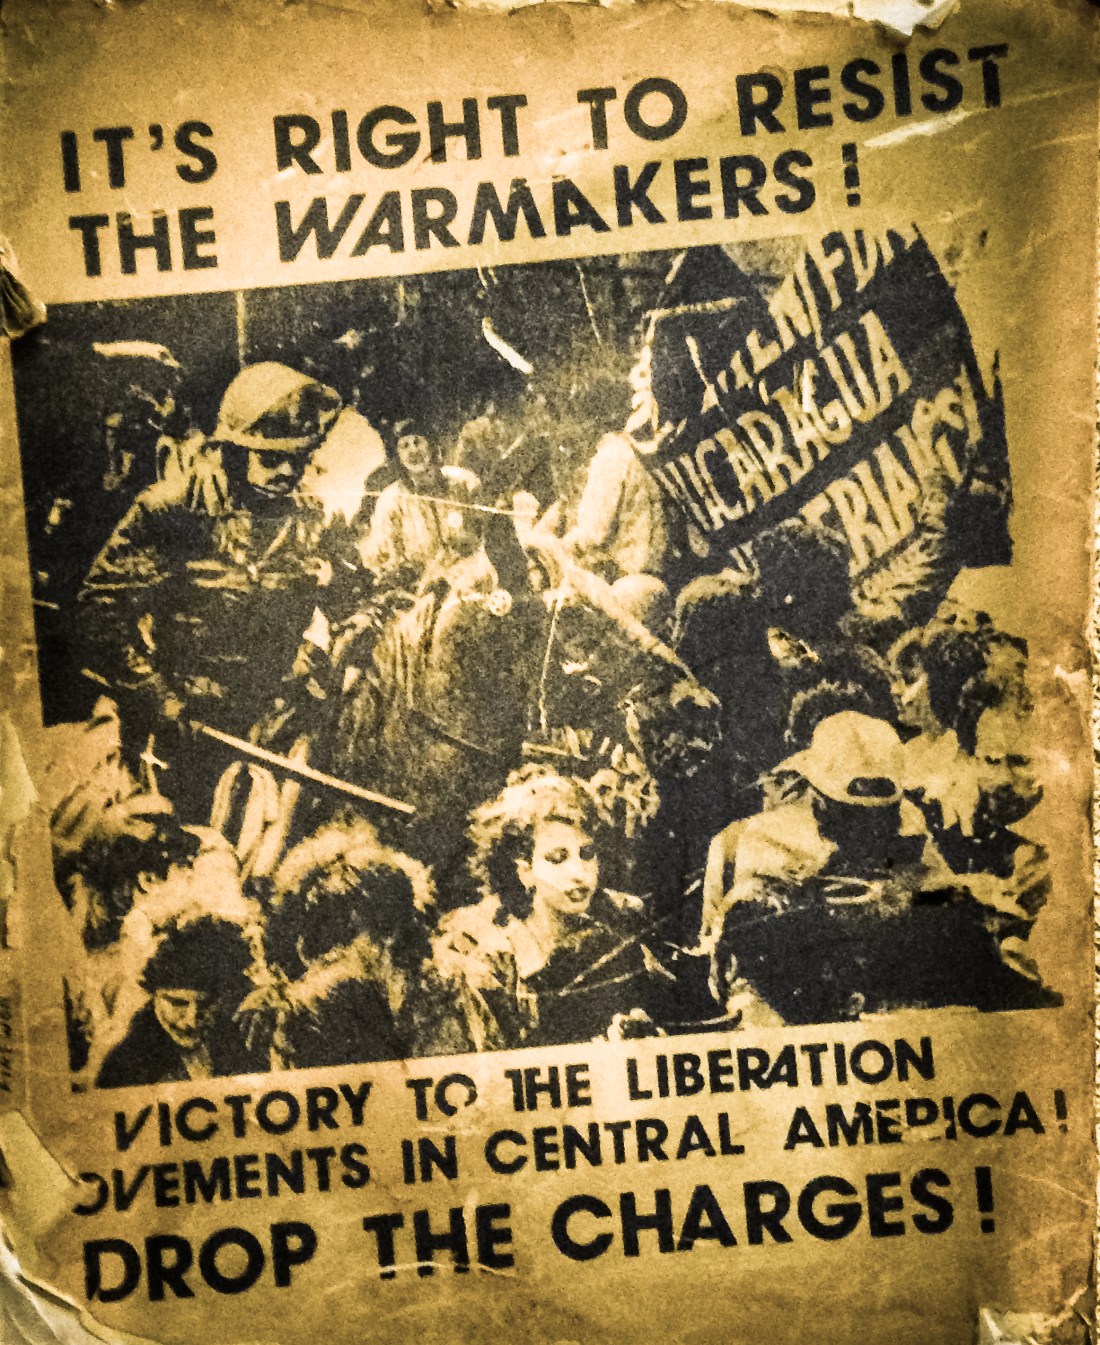 IT'S RIGHT TO RESIST
THE WARMAKERS!
NICARAGUA
VICTORY TO THE LIBERATION
OVEMENTS IN CENTRAL AMERICA!
DROP THE CHARGES!